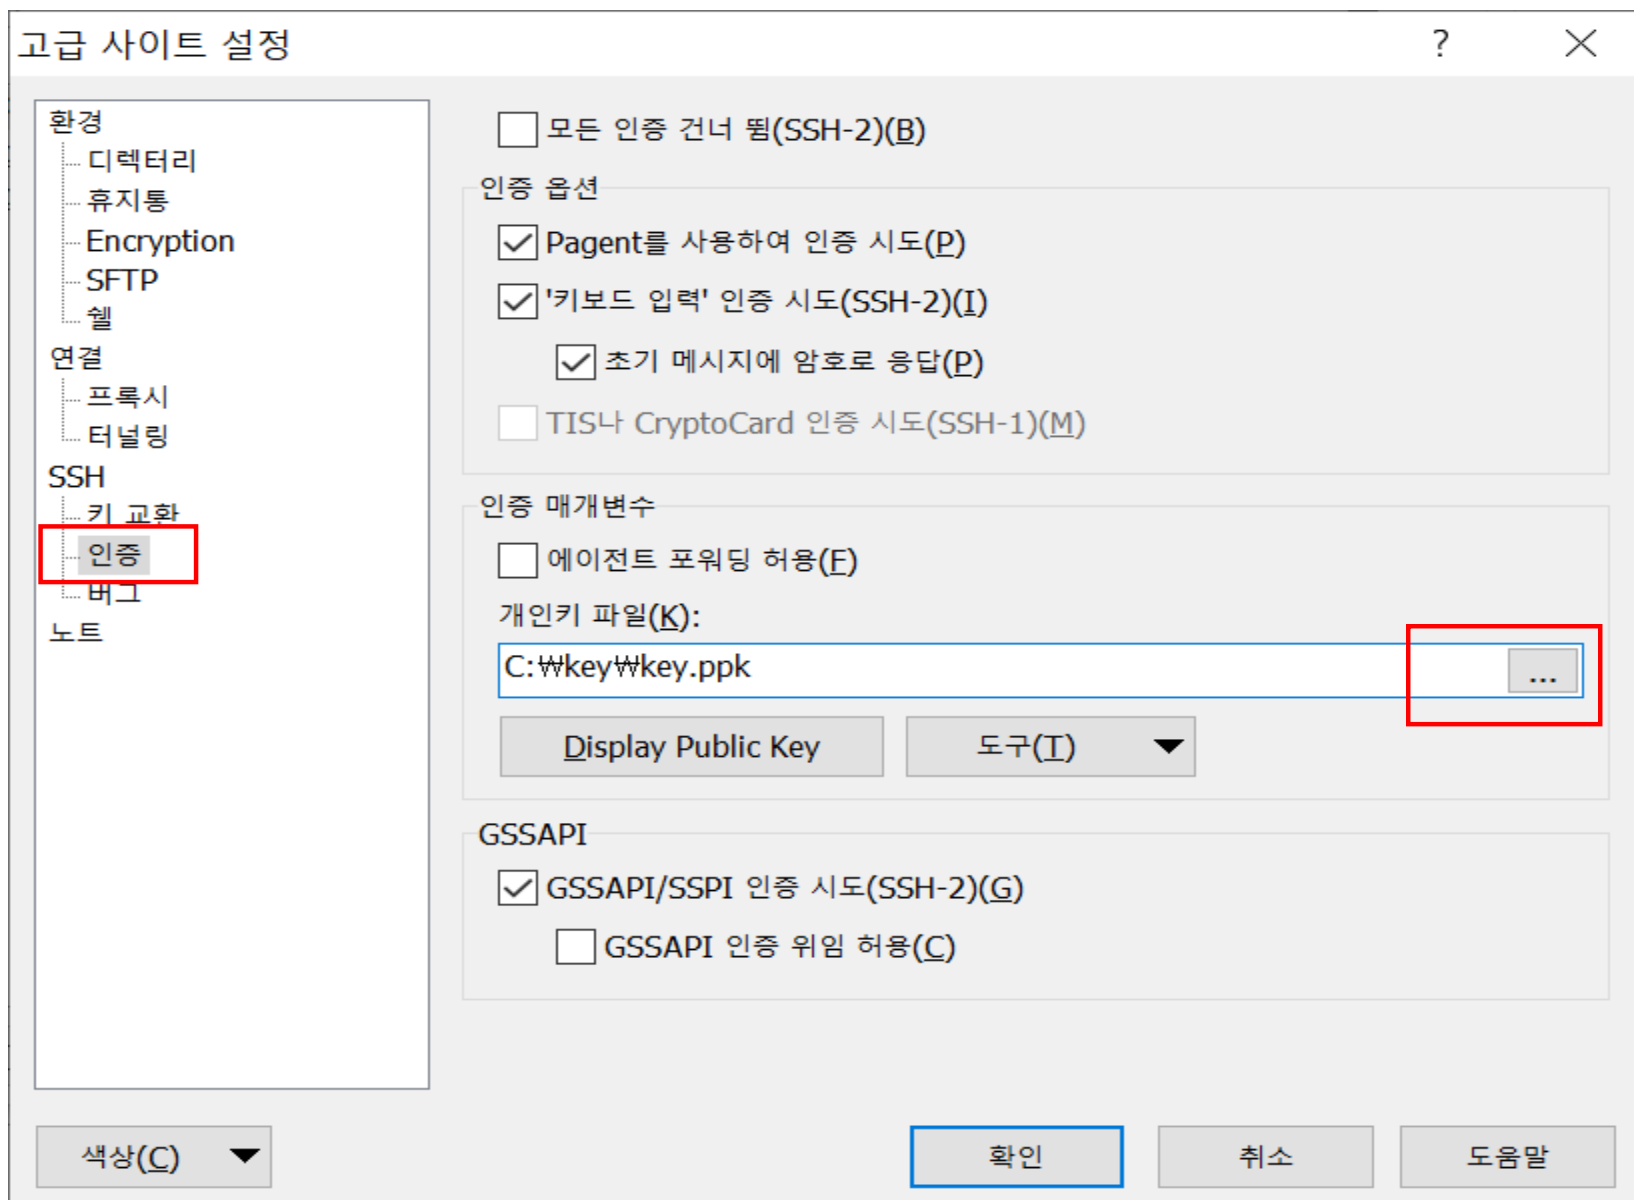 고급 사이트 설정
?
환경
디렉터리
휴지통
Encryption
SFTP
쉘
연결
프록시
터널링
SSH
키 교환
인증
버그
노트
모든 인증 건너 뜀(SSH-2)(B)
인증 옵션
Pagent를 사용하여 인증 시도(P)
'키보드 입력' 인증 시도(SSH-2)(I)
초기 메시지에 암호로 응답(P)
TIS나 CryptoCard 인증 시도(SSH-1)(M)
인증 매개변수
에이전트 포워딩 허용(F)
개인키 파일(K):
C:₩key₩key.ppk
...
Display Public Key
도구(T)
GSSAPI
GSSAPI/SSPI 인증 시도(SSH-2)(G)
GSSAPI 인증 위임 허용(C)
색상(C)
확인
취소
도움말